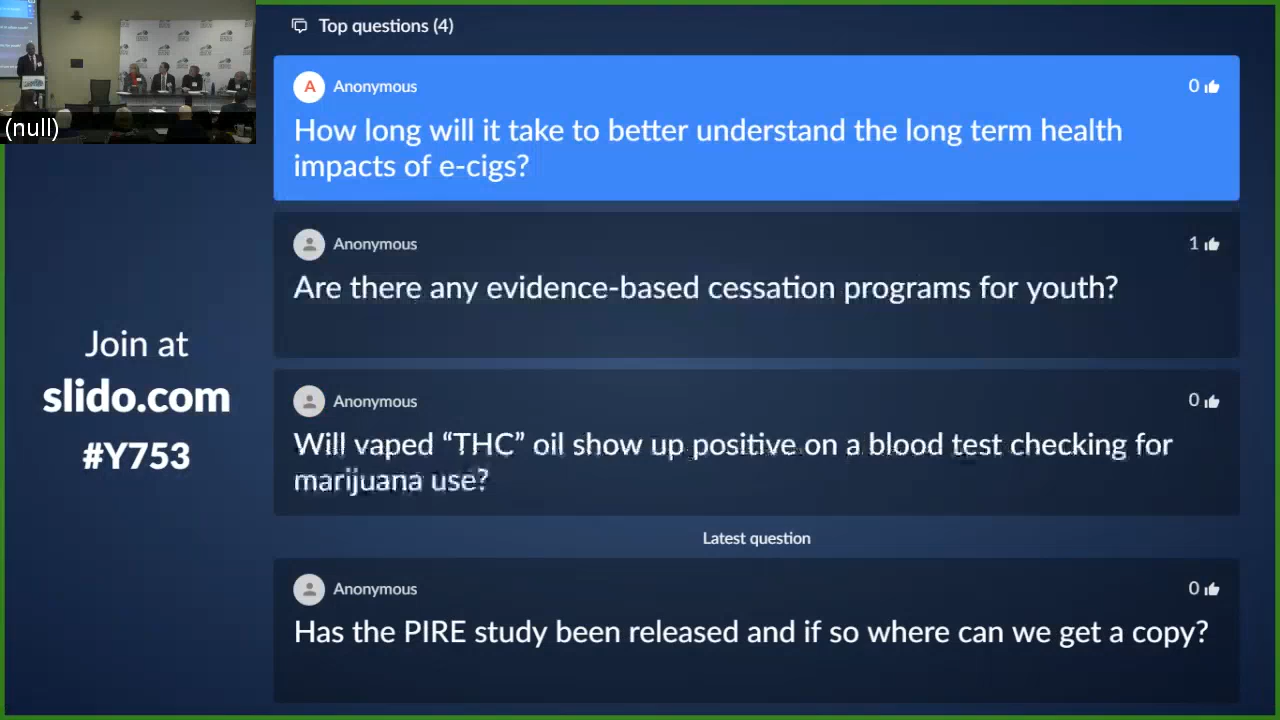 (null)
Top questions (4)
A Anonymous 0
How long will it take to better understand the long term health
impacts of e-cigs?
Anonymous 1
Are there any evidence-based cessation programs for youth?
Anonymous 0
Will vaped “THC” oil show up positive on a blood test checking for
marijuana use?
Latest question
Anonymous 0
Has the PIRE study been released and if so where can we get a copy?
Join at
slido.com
#Y753